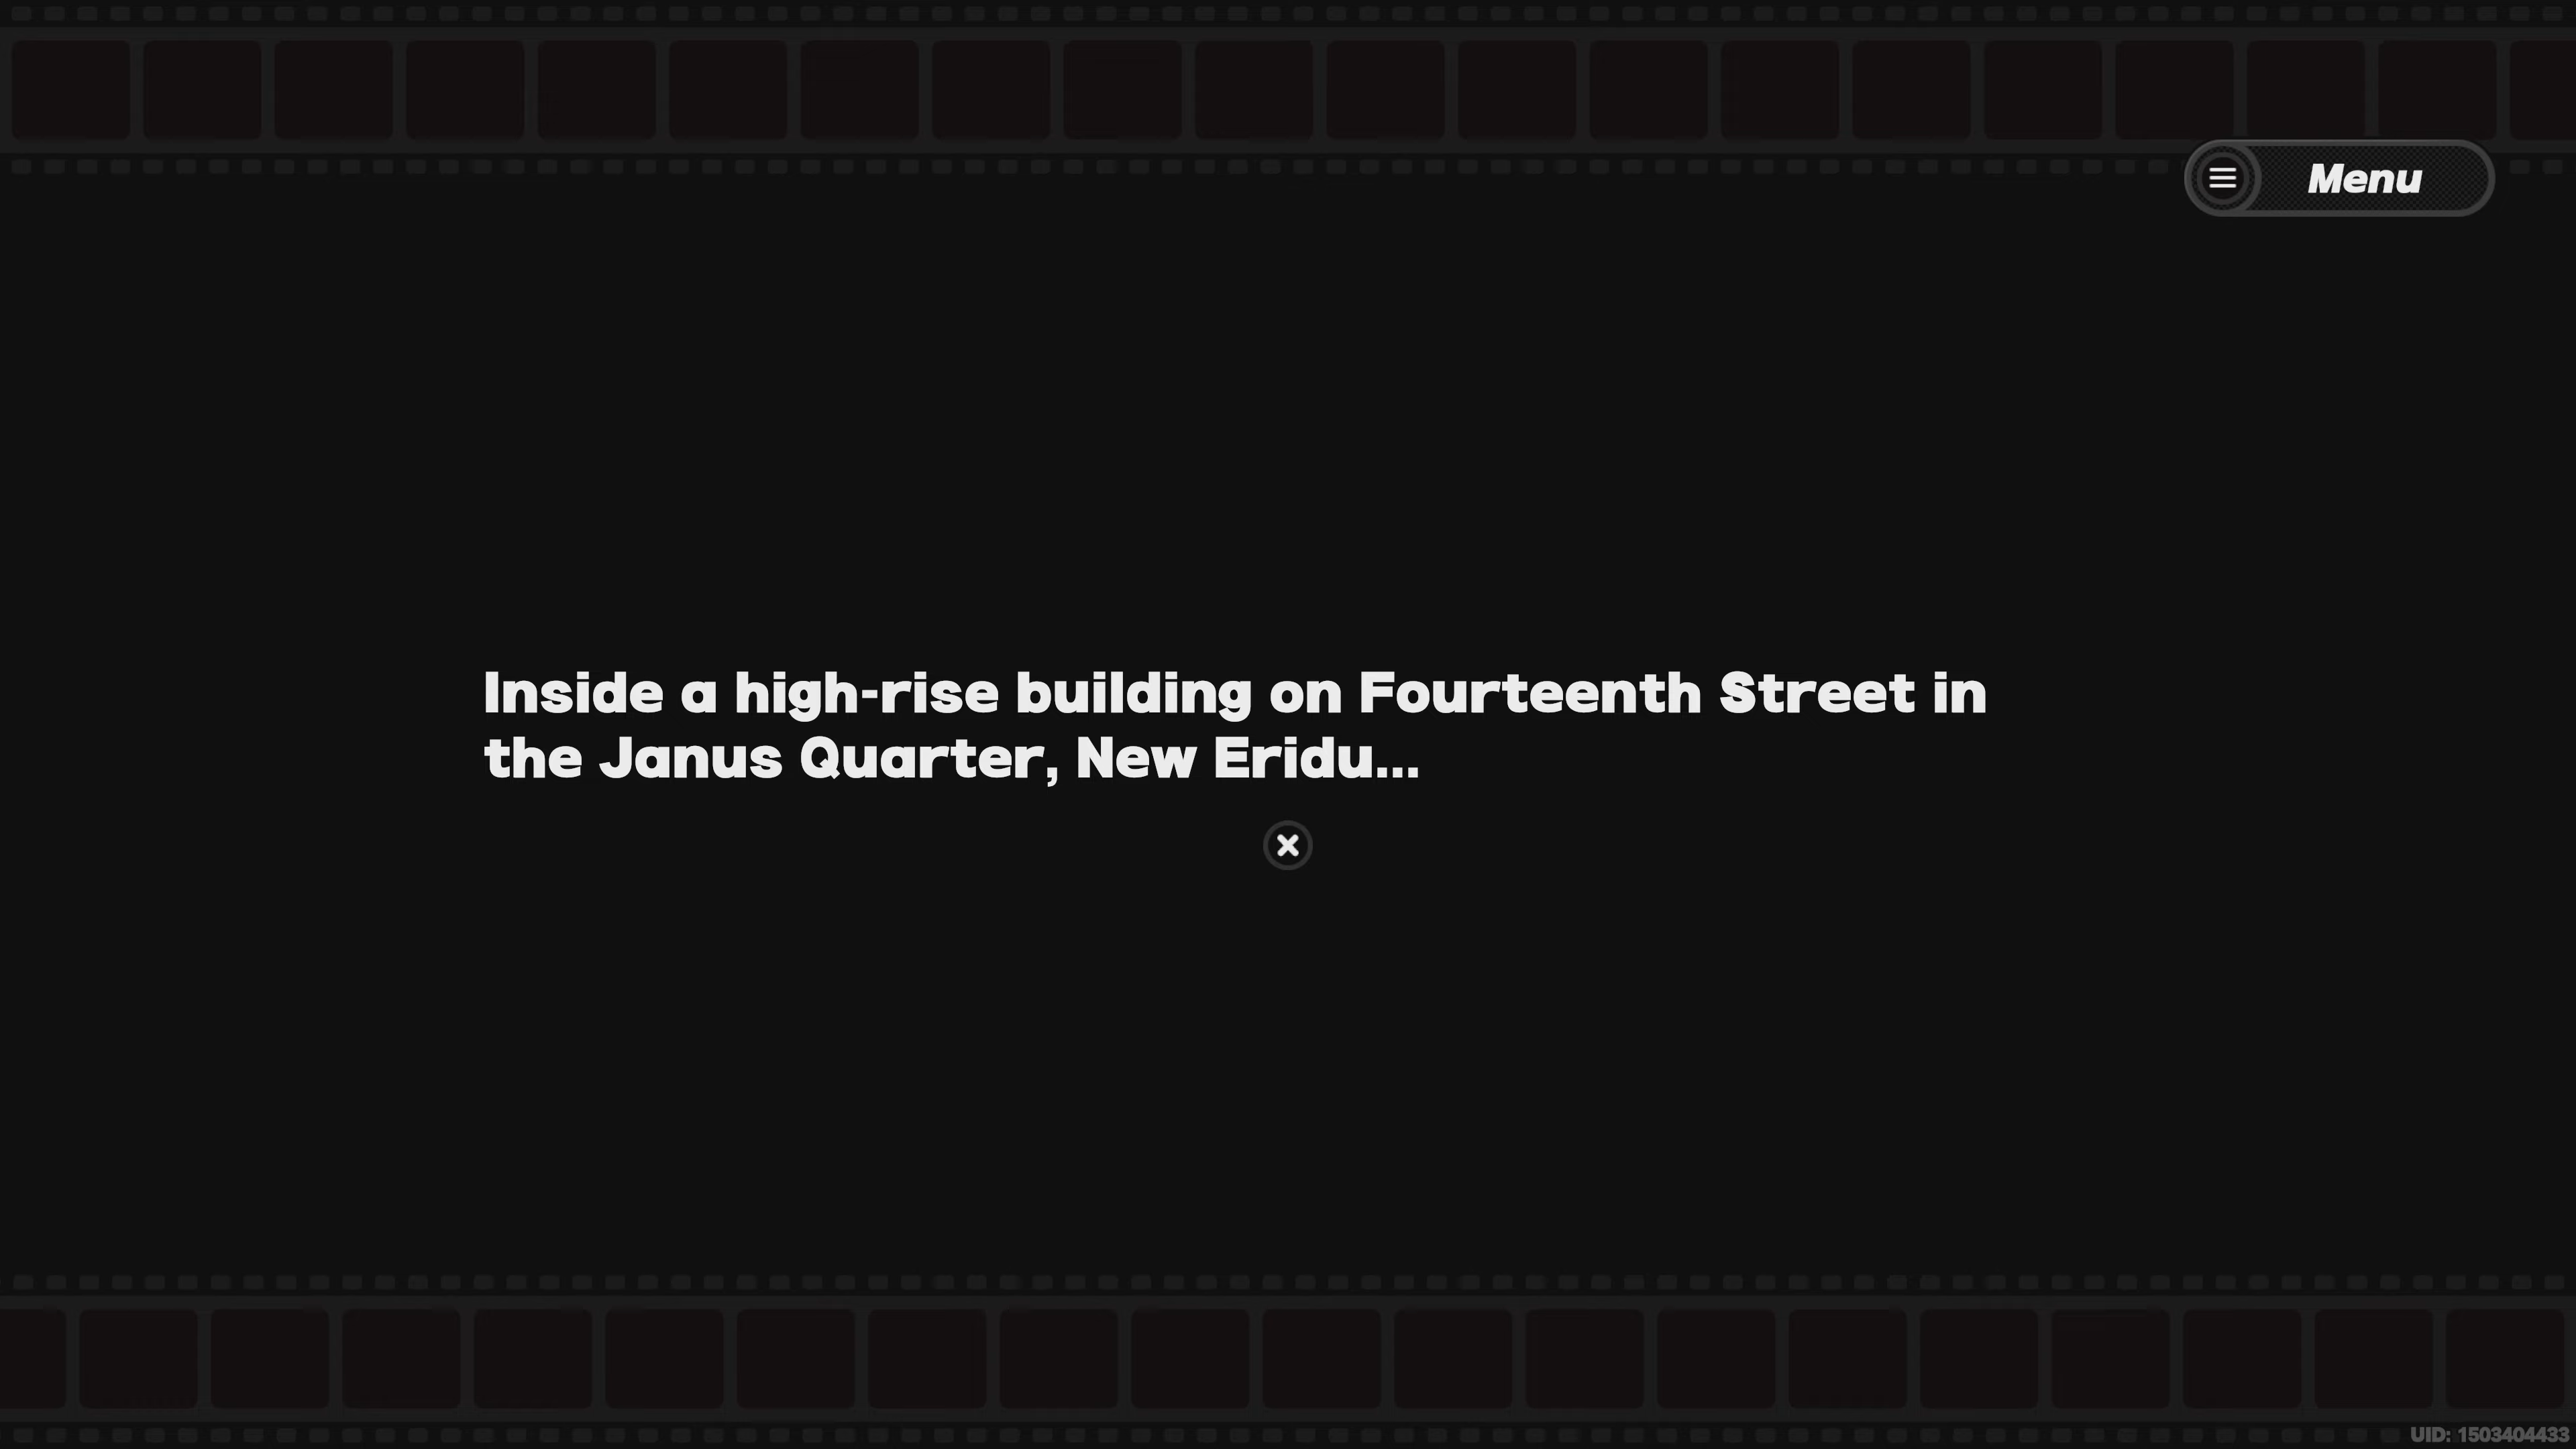 Menu
Inside a high-rise building on Fourteenth Street in
the Janus Quarter, New Eridu...
UID: 1503404433